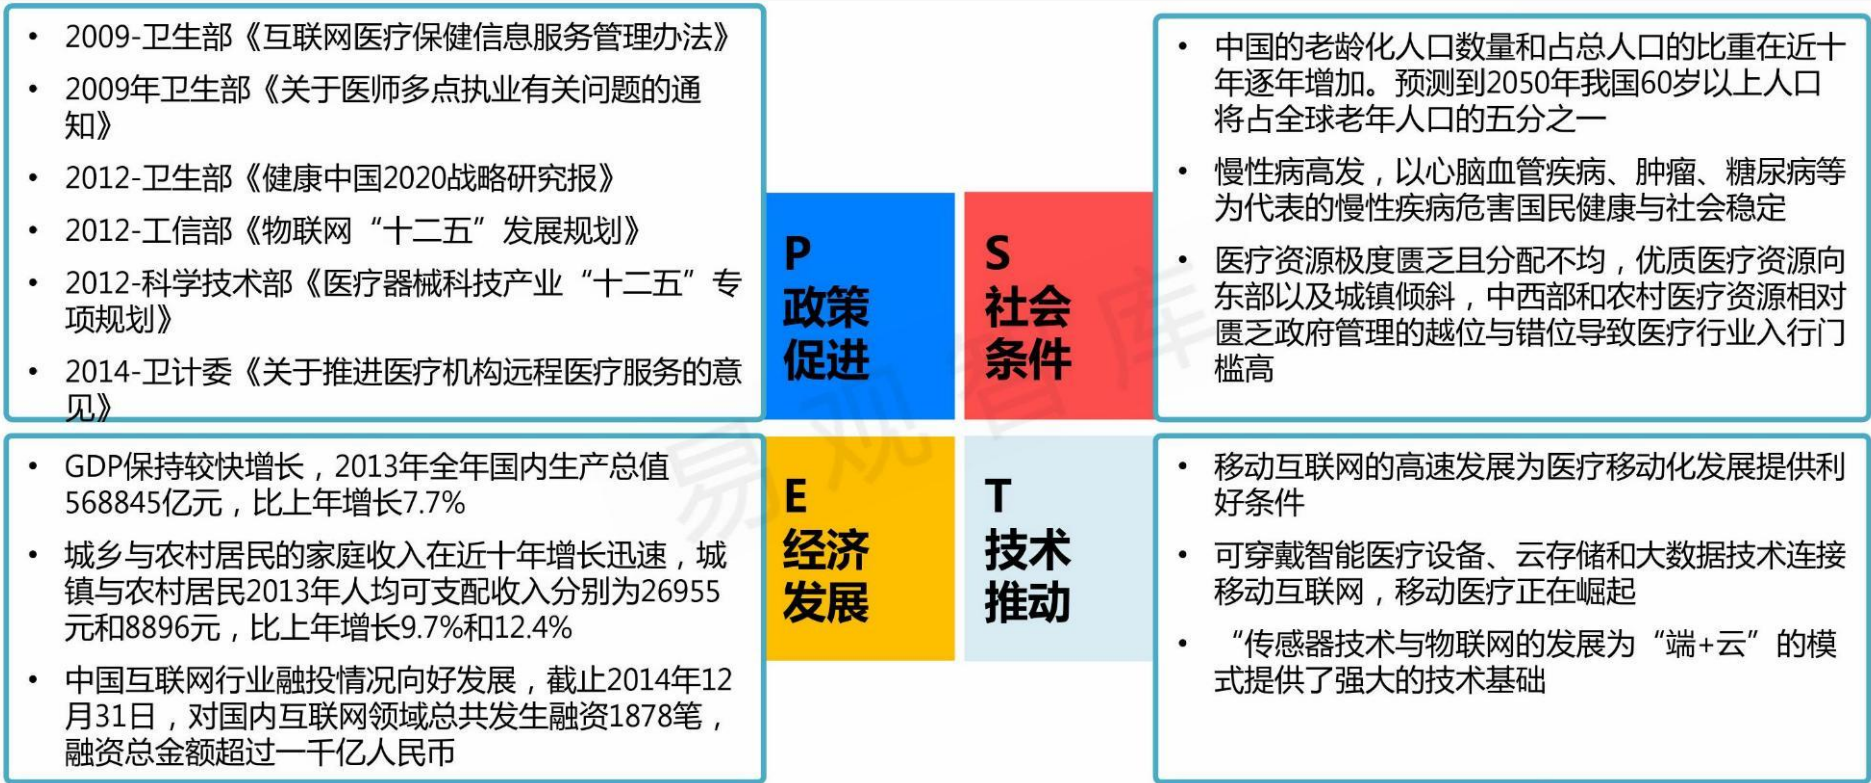 • 2009-卫生部《互联网医疗保健信息服务管理办法》
• 2009年卫生部《关于医师多点执业有关问题的通
知》
• 2012-卫生部《健康中国2020战略研究报》
• 2012-工信部《物联网“十二五”发展规划》
• 2012-科学技术部《医疗器械科技产业“十二五”专
项规划》
• 2014-卫计委《关于推进医疗机构远程医疗服务的意
见》
P
政策
促进
S
社会
条件
• 中国的老龄化人口数量和占总人口的比重在近十
年逐年增加。预测到2050年我国60岁以上人口
将占全球老年人口的五分之一
• 慢性病高发，以心脑血管疾病、肿瘤、糖尿病等
为代表的慢性疾病危害国民健康与社会稳定
• 医疗资源极度匮乏且分配不均，优质医疗资源向
东部以及城镇倾斜，中西部和农村医疗资源相对
匮乏政府管理的越位与错位导致医疗行业入行门
槛高
• GDP保持较快增长，2013年全年国内生产总值
568845亿元，比上年增长7.7%
• 城乡与农村居民的家庭收入在近十年增长迅速，城
镇与农村居民2013年人均可支配收入分别为26955
元和8896元，比上年增长9.7%和12.4%
• 中国互联网行业融投情况向好发展，截止2014年12
月31日，对国内互联网领域总共发生融资1878笔，
融资总金额超过一千亿人民币
E
经济
发展
T
技术
推动
• 移动互联网的高速发展为医疗移动化发展提供利
好条件
• 可穿戴智能医疗设备、云存储和大数据技术连接
移动互联网，移动医疗正在崛起
• “传感器技术与物联网的发展为“端+云”的模
式提供了强大的技术基础
易观智库